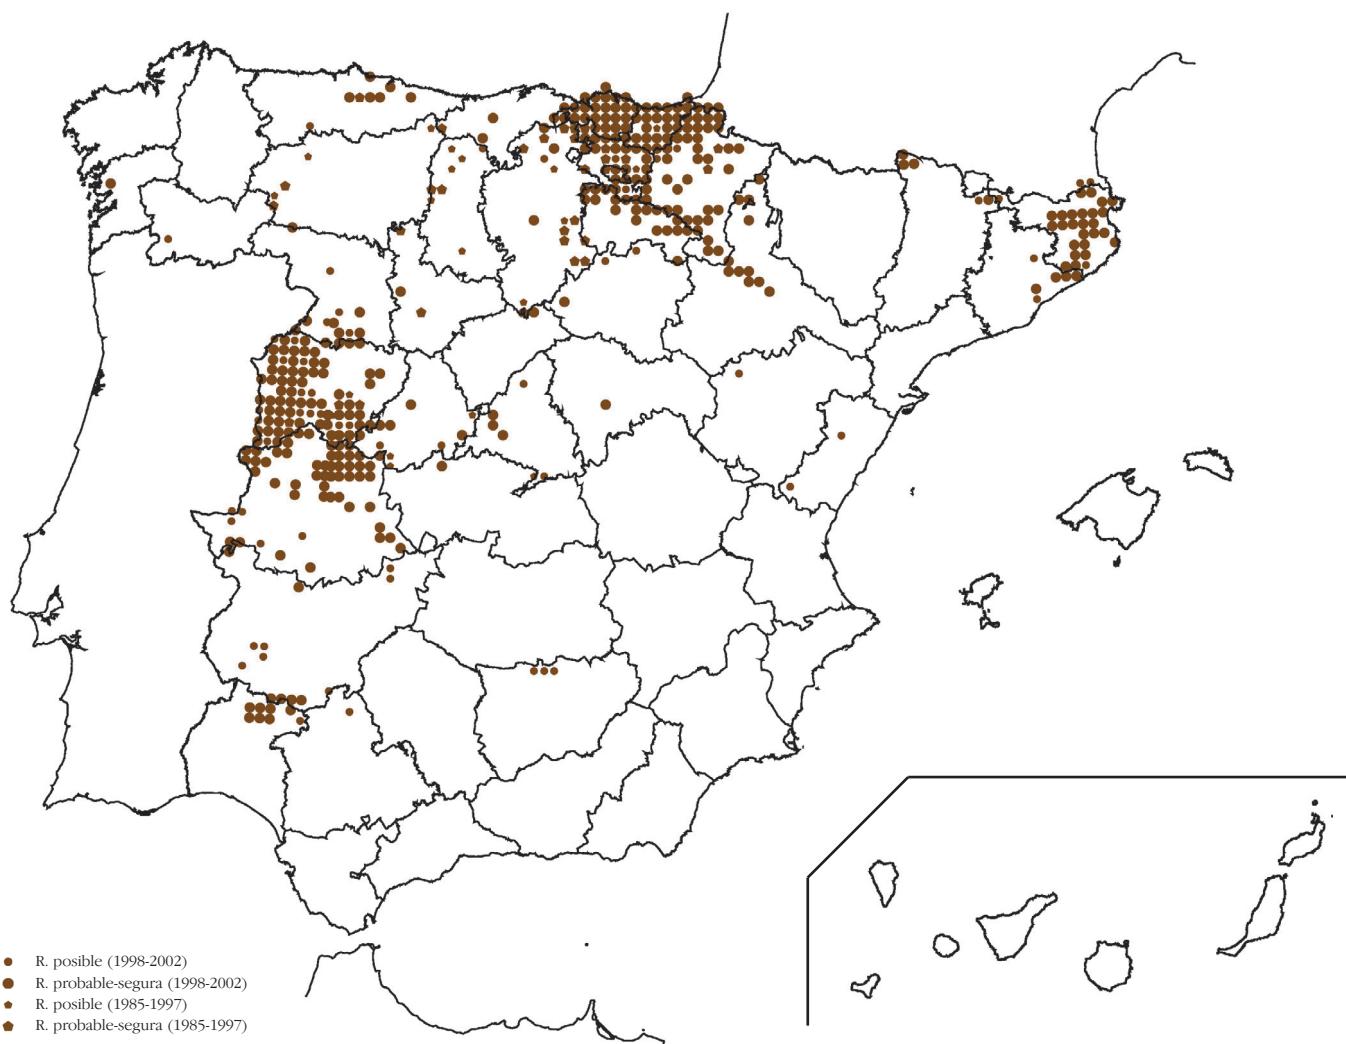 R. posible (1998-2002)
R. probable-segura (1998-2002)
R. posible (1985-1997)
R. probable-segura (1985-1997)